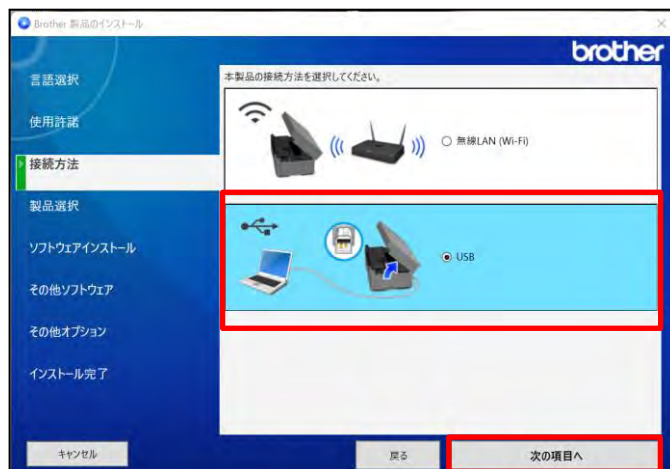 Brother 製品のインストール
brother
言語選択
使用許諾
接続方法
製品選択
ソフトウェアインストール
その他ソフトウェア
その他オプション
インストール完了
本製品の接続方法を選択してください。
無線LAN (Wi-Fi)
USB
キャンセル
戻る
次の項目へ